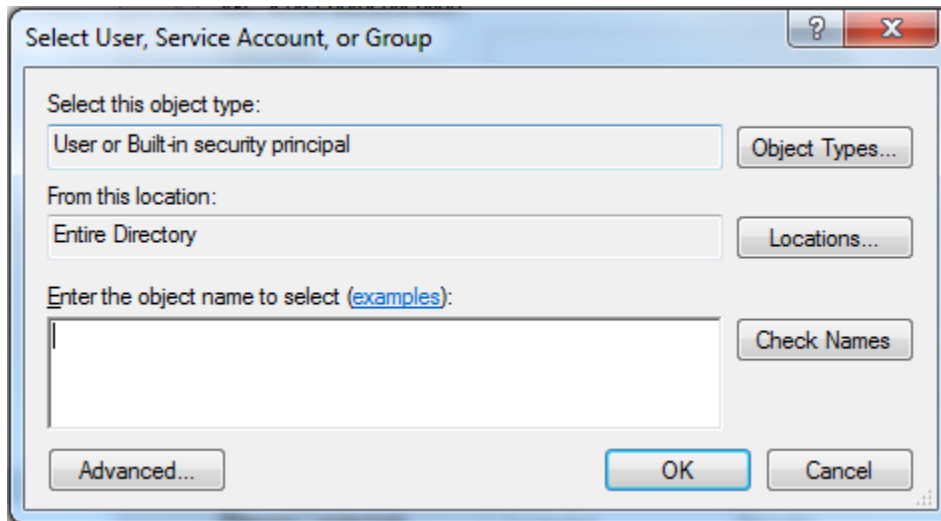 Select User, Service Account, or Group
Select this object type:
User or Built-in security principal
Object Types...
From this location:
Entire Directory
Locations...
Enter the object name to select (examples):
Check Names
Advanced...
OK
Cancel